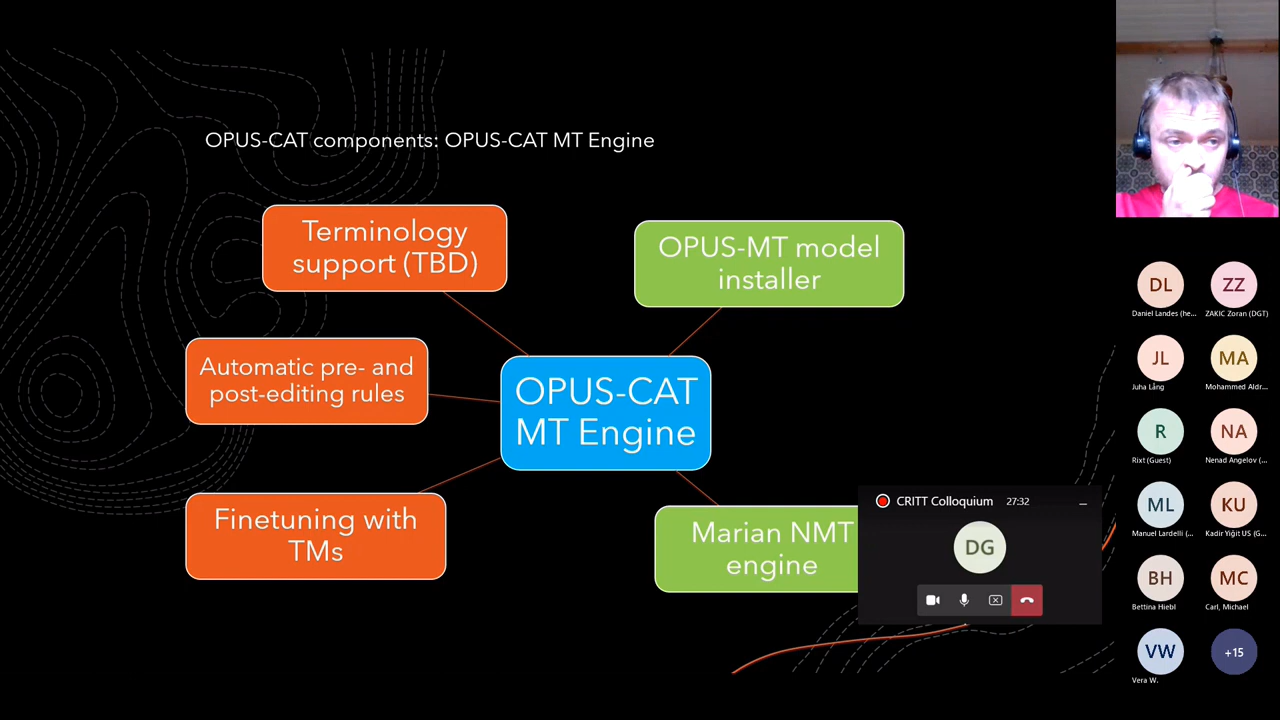 OPUS-CAT components: OPUS-CAT MT Engine
Terminology
support (TBD)
OPUS-MT model
installer
Automatic pre- and
post-editing rules
OPUS-CAT
MT Engine
Finetuning with
TMs
Marian NMT
engine
CRITT Colloquium 27:32
DG
DL
Daniel Landes (he...
ZZ
ZAKIC Zoran (DGT)
JL
Juha Lång
MA
Mohammed Aldr...
R
Rixt (Guest)
NA
Nenad Angelov (...
ML
Manuel Lardelli (...
KU
Kadir Yiğit US (G...
BH
Bettina Hiebl
MC
Carl, Michael
VW
Vera W.
+15